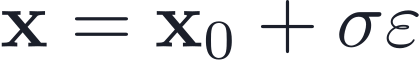 𝐱 = 𝐱₀ + σε